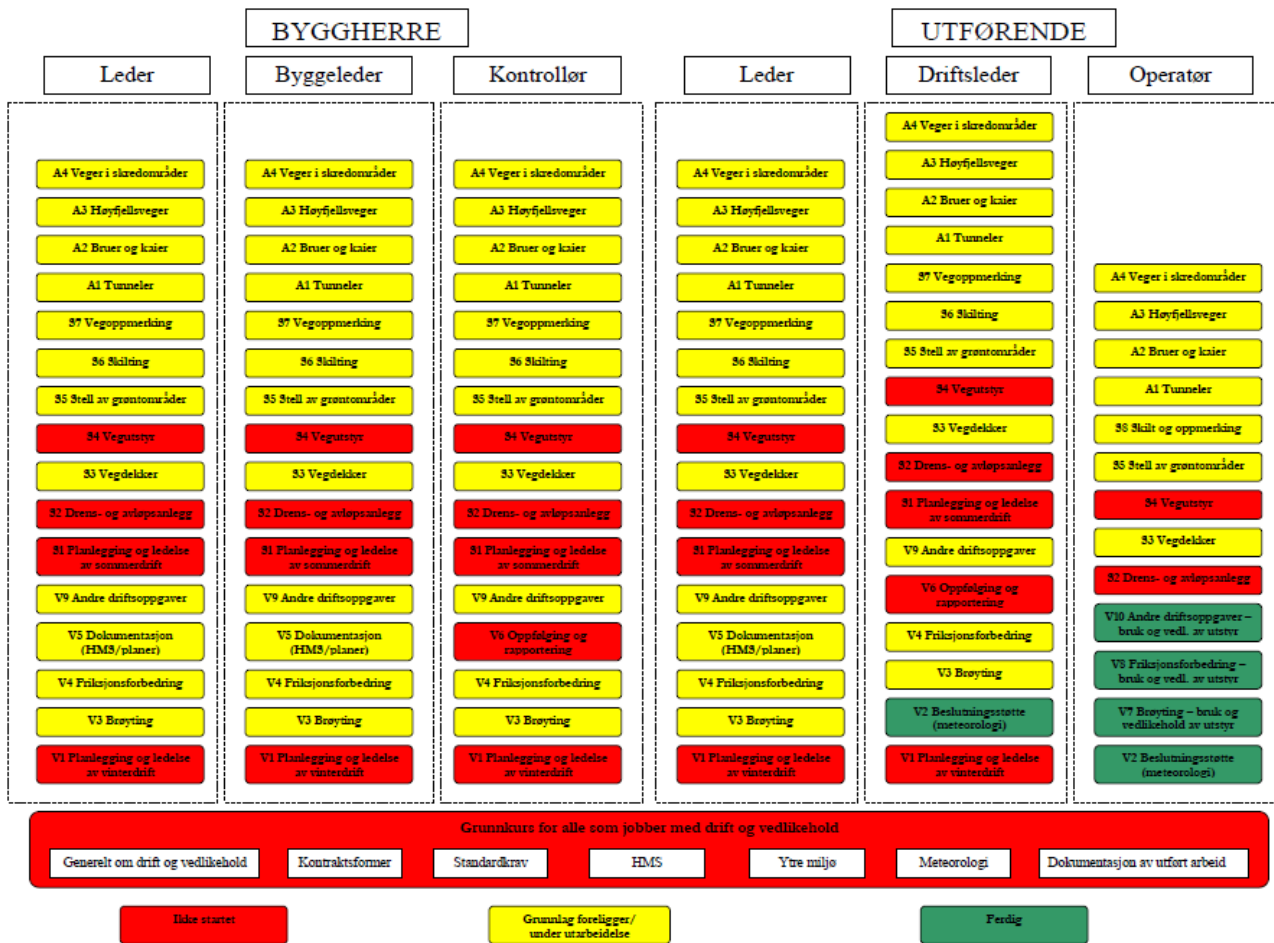 BYGGHERRE
UTFØRENDE
Leder
Byggeleder
Kontrollør
Leder
Driftsleder
Operatør
A4 Veger i skredområder
A3 Høyfjellsveger
A2 Bruer og kaier
A1 Tunneler
S7 Vegoppmerking
S6 Skilting
S5 Stell av grøntområder
S4 Vegutstyr
S3 Vegdekker
S2 Drens- og avløpsanlegg
S1 Planlegging og ledelse
av sommerdrift
V9 Andre driftsoppgaver
V5 Dokumentasjon
(HMS/planer)
V4 Friksjonsforbedring
V3 Brøyting
V1 Planlegging og ledelse
av vinterdrift
A4 Veger i skredområder
A3 Høyfjellsveger
A2 Bruer og kaier
A1 Tunneler
S7 Vegoppmerking
S6 Skilting
S5 Stell av grøntområder
S4 Vegutstyr
S3 Vegdekker
S2 Drens- og avløpsanlegg
S1 Planlegging og ledelse
av sommerdrift
V9 Andre driftsoppgaver
V5 Dokumentasjon
(HMS/planer)
V4 Friksjonsforbedring
V3 Brøyting
V1 Planlegging og ledelse
av vinterdrift
A4 Veger i skredområder
A3 Høyfjellsveger
A2 Bruer og kaier
A1 Tunneler
S7 Vegoppmerking
S6 Skilting
S5 Stell av grøntområder
S4 Vegutstyr
S3 Vegdekker
S2 Drens- og avløpsanlegg
S1 Planlegging og ledelse
av sommerdrift
V9 Andre driftsoppgaver
V6 Oppfølging og
rapportering
V4 Friksjonsforbedring
V3 Brøyting
V1 Planlegging og ledelse
av vinterdrift
A4 Veger i skredområder
A3 Høyfjellsveger
A2 Bruer og kaier
A1 Tunneler
S7 Vegoppmerking
S6 Skilting
S5 Stell av grøntområder
S4 Vegutstyr
S3 Vegdekker
S2 Drens- og avløpsanlegg
S1 Planlegging og ledelse
av sommerdrift
V9 Andre driftsoppgaver
V5 Dokumentasjon
(HMS/planer)
V4 Friksjonsforbedring
V3 Brøyting
V1 Planlegging og ledelse
av vinterdrift
A4 Veger i skredområder
A3 Høyfjellsveger
A2 Bruer og kaier
A1 Tunneler
S7 Vegoppmerking
S6 Skilting
S5 Stell av grøntområder
S4 Vegutstyr
S3 Vegdekker
S2 Drens- og avløpsanlegg
S1 Planlegging og ledelse
av sommerdrift
V9 Andre driftsoppgaver
V6 Oppfølging og
rapportering
V4 Friksjonsforbedring
V3 Brøyting
V2 Beslutningsstøtte
(meteorologi)
V1 Planlegging og ledelse
av vinterdrift
A4 Veger i skredområder
A3 Høyfjellsveger
A2 Bruer og kaier
A1 Tunneler
S8 Skilt og oppmerking
S5 Stell av grøntområder
S4 Vegutstyr
S3 Vegdekker
S2 Drens- og avløpsanlegg
V10 Andre driftsoppgaver –
bruk og vedl. av utstyr
V8 Friksjonsforbedring –
bruk og vedl. av utstyr
V7 Brøyting – bruk og
vedlikehold av utstyr
V2 Beslutningsstøtte
(meteorologi)
Grunnkurs for alle som jobber med drift og vedlikehold
Generelt om drift og vedlikehold
Kontraktsformer
Standardkrav
HMS
Ytre miljø
Meteorologi
Dokumentasjon av utført arbeid
Ikke startet
Grunnlag foreligger/
under utarbeidelse
Ferdig